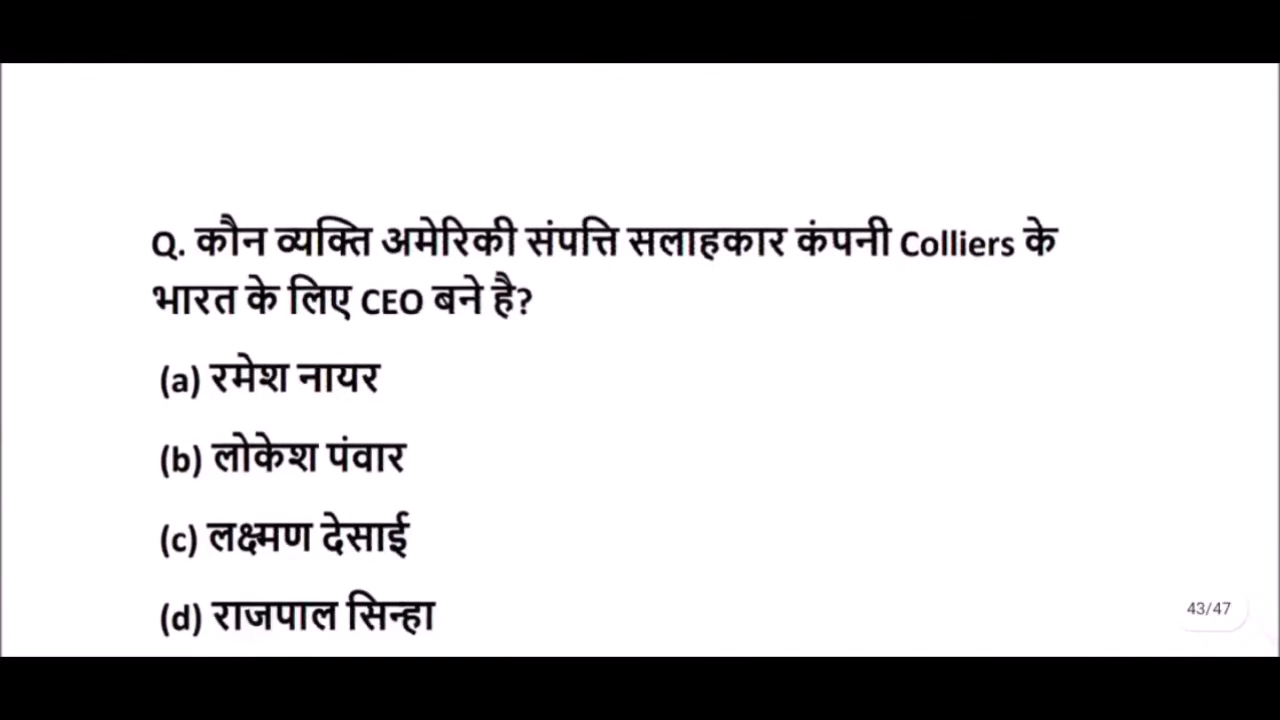 Q. कौन व्यक्ति अमेरिकी संपत्ति सलाहकार कंपनी Colliers के
भारत के लिए CEO बने है?
(a) रमेश नायर
(b) लोकेश पंवार
(c) लक्ष्मण देसाई
(d) राजपाल सिन्हा
43/47